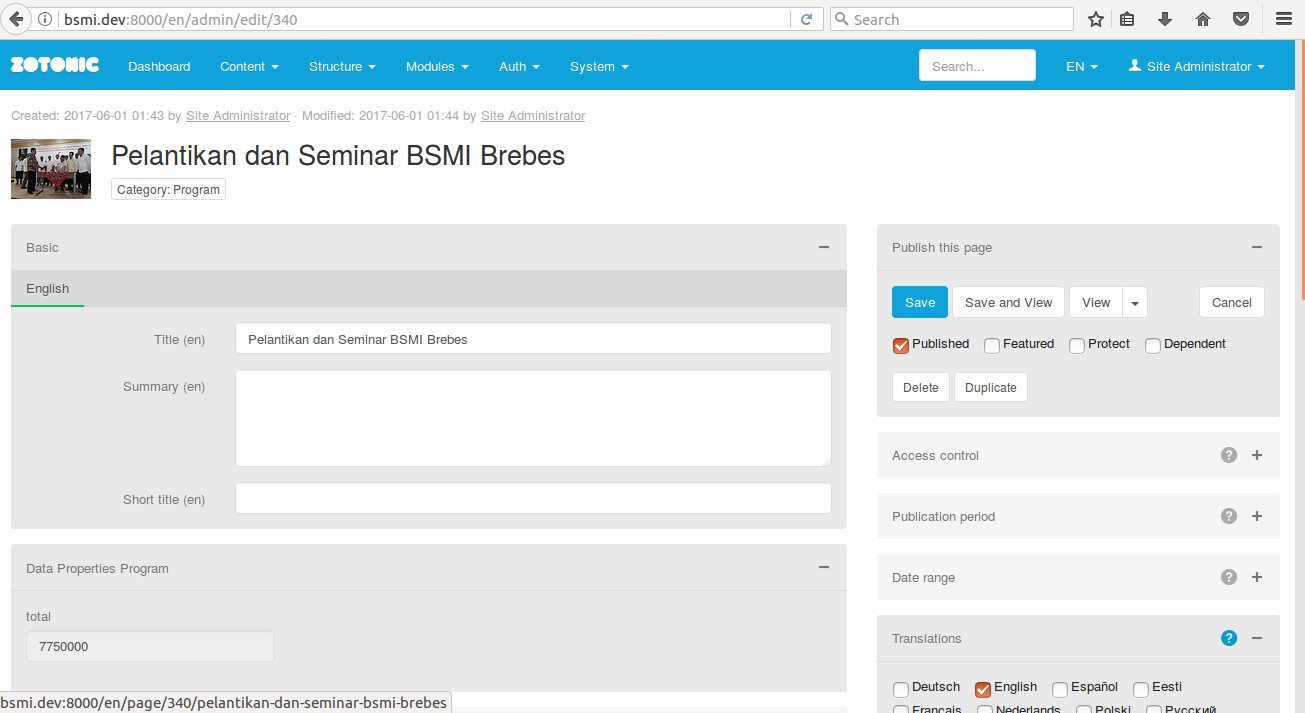 bsmi.dev:8000/en/admin/edit/340
Search
ZOTONIC Dashboard Content Structure Modules Auth System Search... EN Site Administrator
Created: 2017-06-01 01:43 by Site Administrator · Modified: 2017-06-01 01:44 by Site Administrator
Pelantikan dan Seminar BSMI Brebes
Category: Program
Basic
English
Title (en) Pelantikan dan Seminar BSMI Brebes
Summary (en)
Short title (en)
Data Properties Program
total
7750000
Publish this page
Save Save and View View Cancel
Published Featured Protect Dependent
Delete Duplicate
Access control ?
Publication period ?
Date range ?
Translations ?
Deutsch English Español Eesti
Français Nederlands Polski Русский
bsmi.dev:8000/en/page/340/pelantikan-dan-seminar-bsmi-brebes